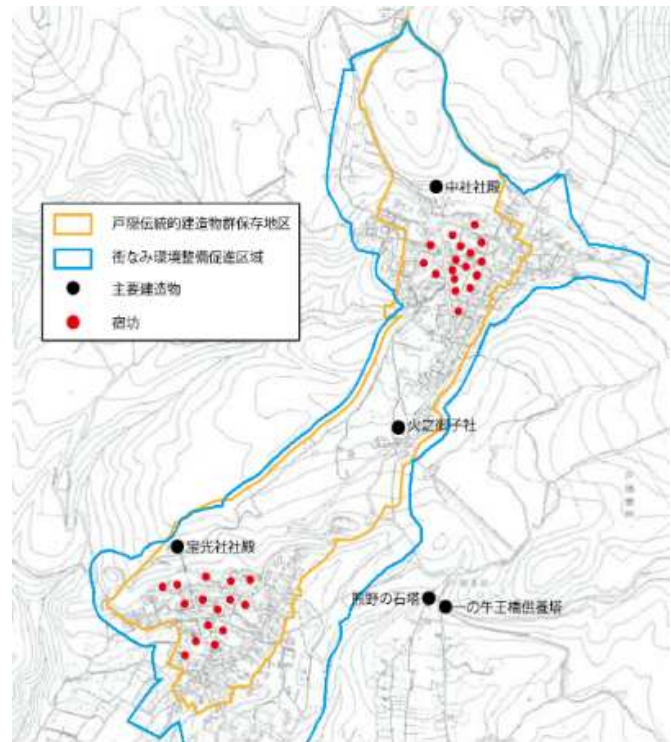 中社社殿
戸隠伝統的建造物群保存地区
街なみ環境整備促進区域
主要建造物
宿坊
火之御子社
宝光社社殿
熊野の石塔
一の午王橋供養塔